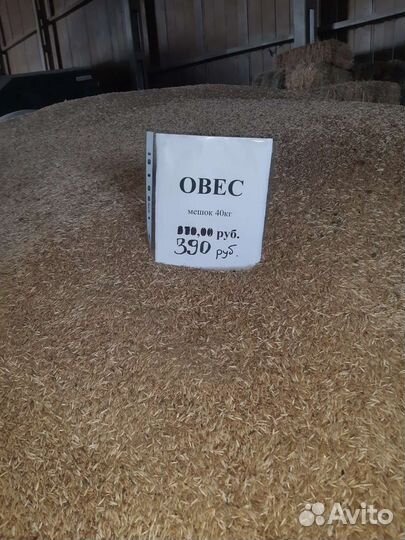 ОВЕС
мешок 40кг
руб.
390 руб.
Avito